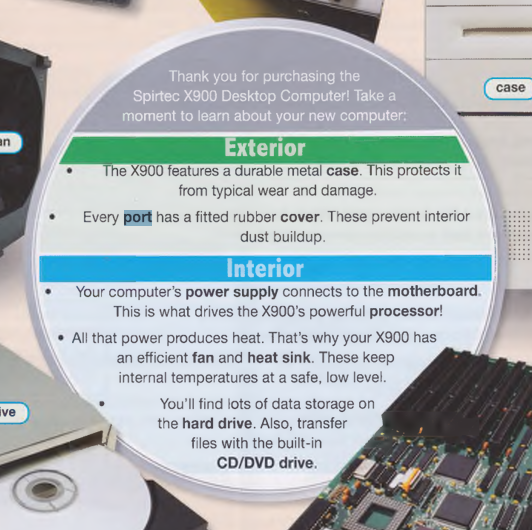 Thank you for purchasing the
Spirtec X900 Desktop Computer! Take a
moment to learn about your new computer:
case
an
Exterior
• The X900 features a durable metal case. This protects it
from typical wear and damage.
• Every port has a fitted rubber cover. These prevent interior
dust buildup.
Interior
• Your computer's power supply connects to the motherboard.
This is what drives the X900's powerful processor!
• All that power produces heat. That's why your X900 has
an efficient fan and heat sink. These keep
internal temperatures at a safe, low level.
• You'll find lots of data storage on
ive
the hard drive. Also, transfer
files with the built-in
CD/DVD drive.